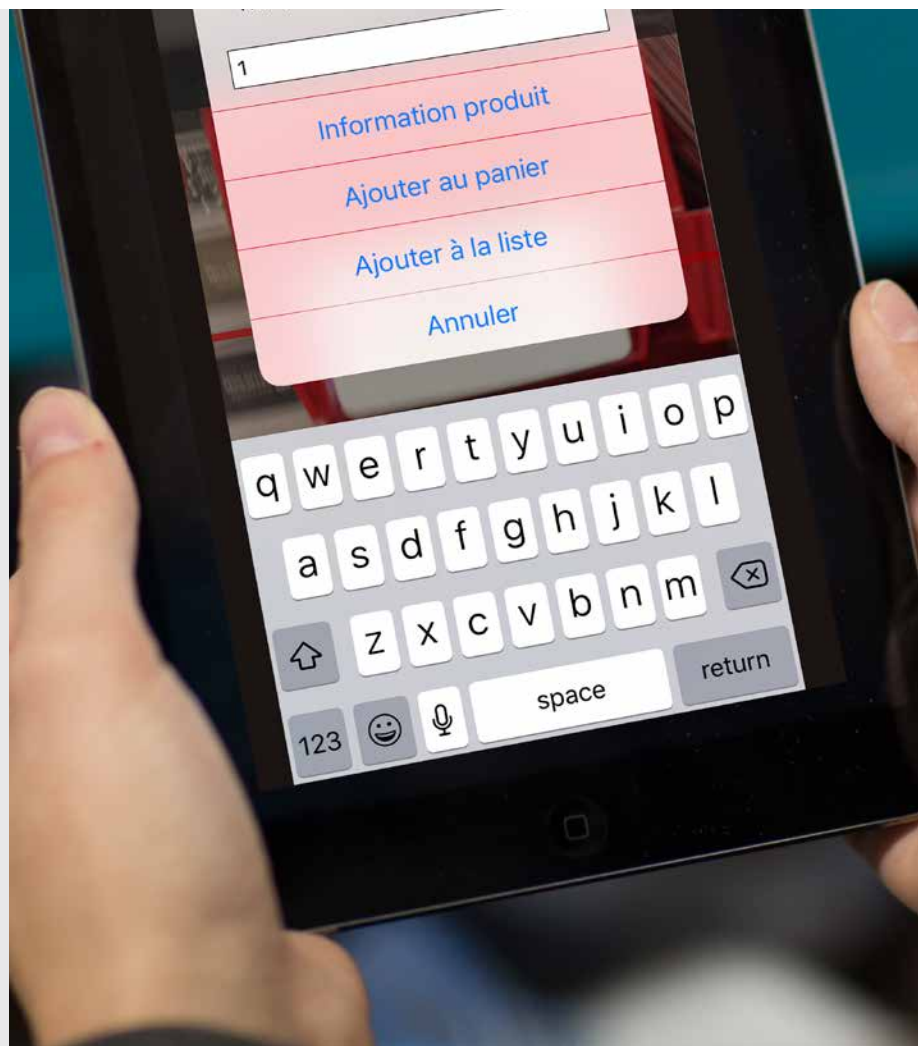 1
Information produit
Ajouter au panier
Ajouter à la liste
Annuler
q w e r t y u i o p
a s d f g h j k l
z x c v b n m
123 space return